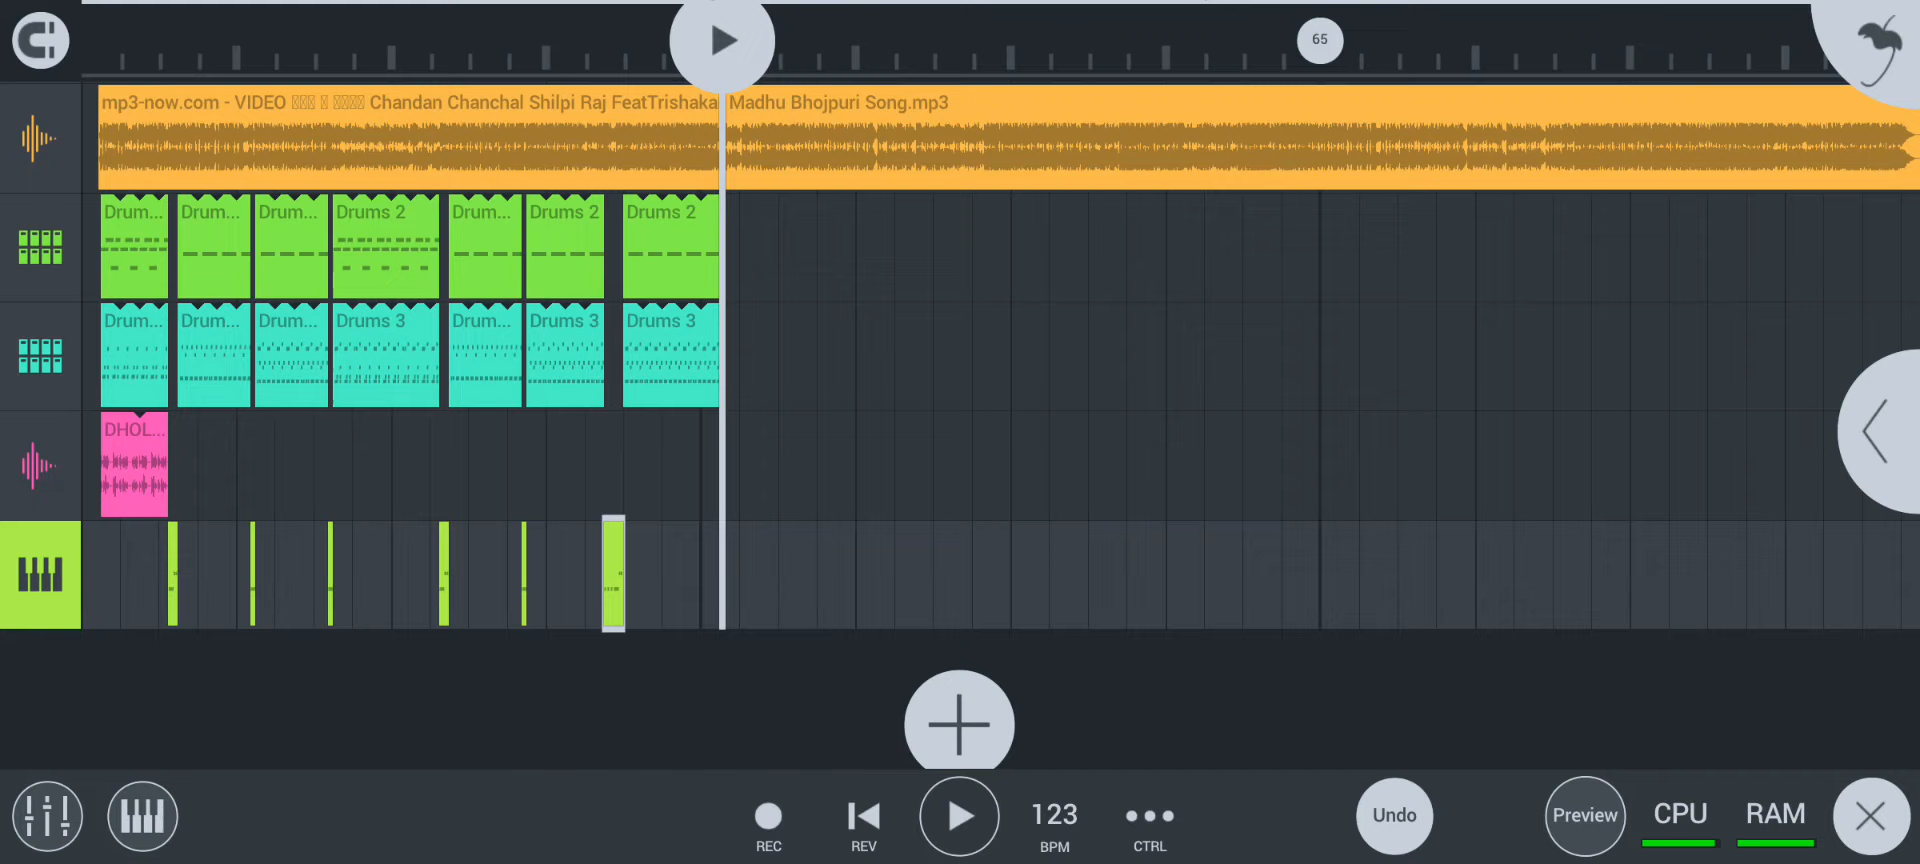 65
mp3-now.com - VIDEO Chandan Chanchal Shilpi Raj FeatTrishaka Madhu Bhojpuri Song.mp3
Drum... Drum... Drum... Drums 2 Drum... Drums 2 Drums 2
Drum... Drum... Drum... Drums 3 Drum... Drums 3 Drums 3
DHOL...
123
REC REV BPM CTRL
Undo
Preview
CPU RAM